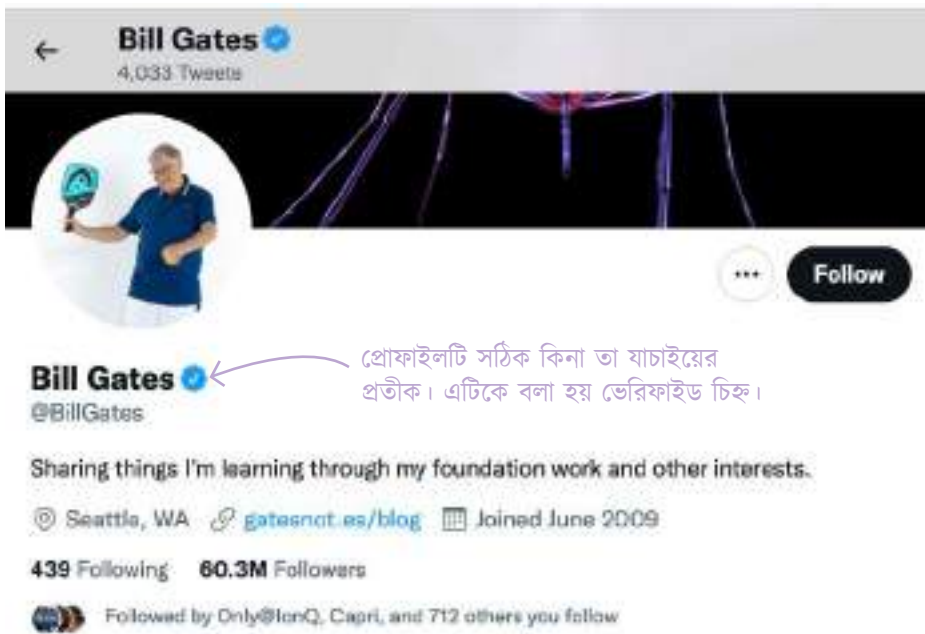 Bill Gates
4,033 Tweets
Follow
প্রোফাইলটি সঠিক কিনা তা যাচাইয়ের
প্রতীক। এটিকে বলা হয় ভেরিফাইড চিহ্ন।
Bill Gates
@BillGates
Sharing things I'm learning through my foundation work and other interests.
Seattle, WA gatesnot.es/blog Joined June 2009
439 Following 60.3M Followers
Followed by Only@IonQ, Capri, and 712 others you follow